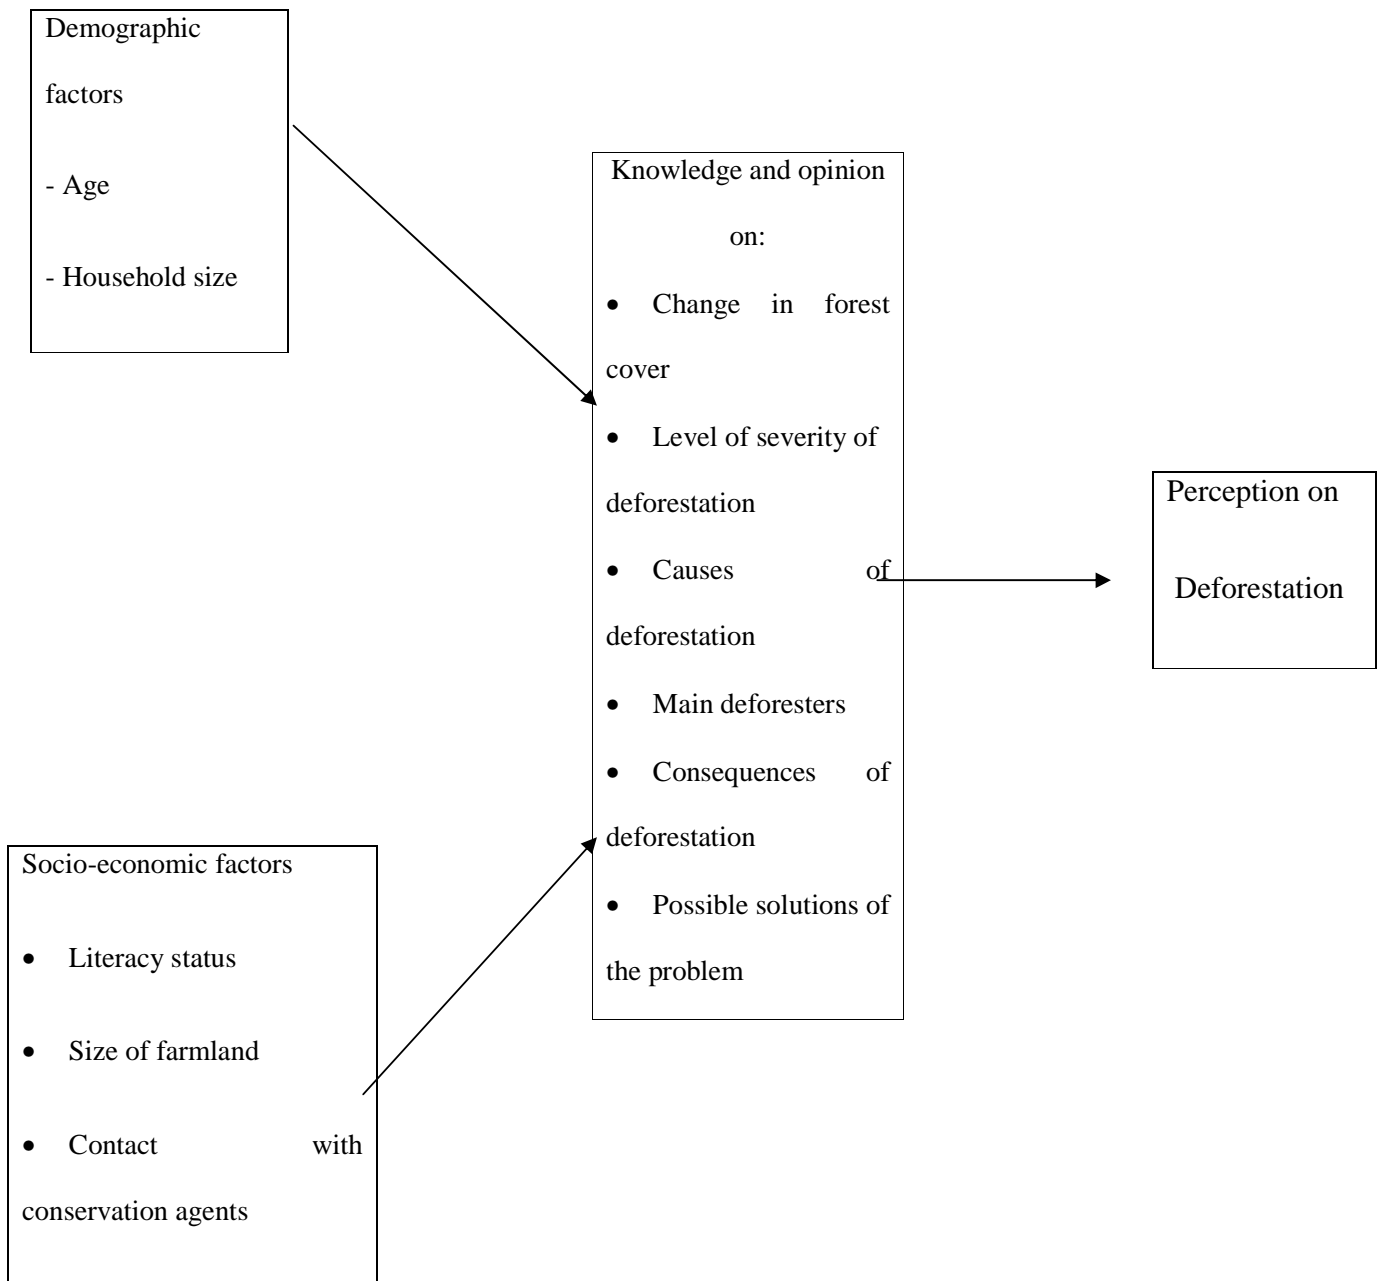 Demographic
factors
- Age
- Household size
Knowledge and opinion
on:
• Change in forest
cover
• Level of severity of
deforestation
• Causes of
deforestation
• Main deforesters
• Consequences of
deforestation
• Possible solutions of
the problem
Perception on
Deforestation
Socio-economic factors
• Literacy status
• Size of farmland
• Contact with
conservation agents